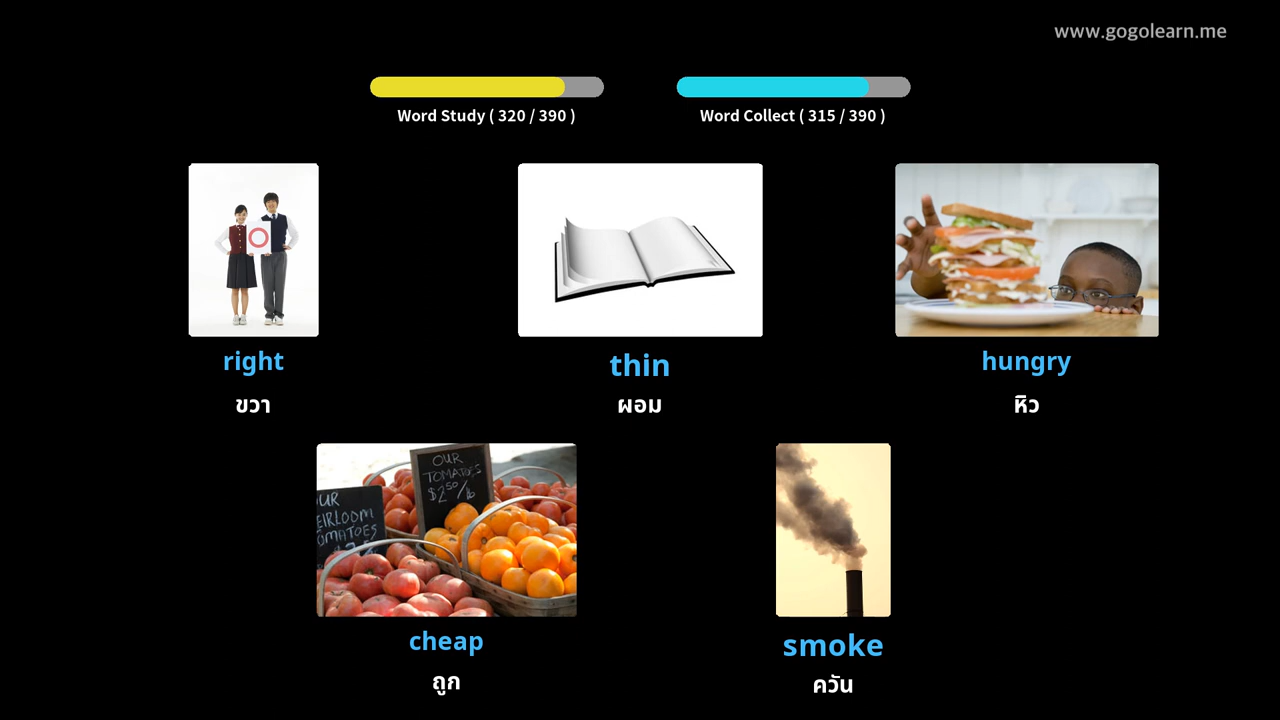 www.gogolearn.me
Word Study ( 320 / 390 )
Word Collect ( 315 / 390 )
right
ขวา
thin
ผอม
hungry
หิว
OUR
TOMATOES
$2.50/lb
EIRLOOM
OMATOES
cheap
ถูก
smoke
ควัน